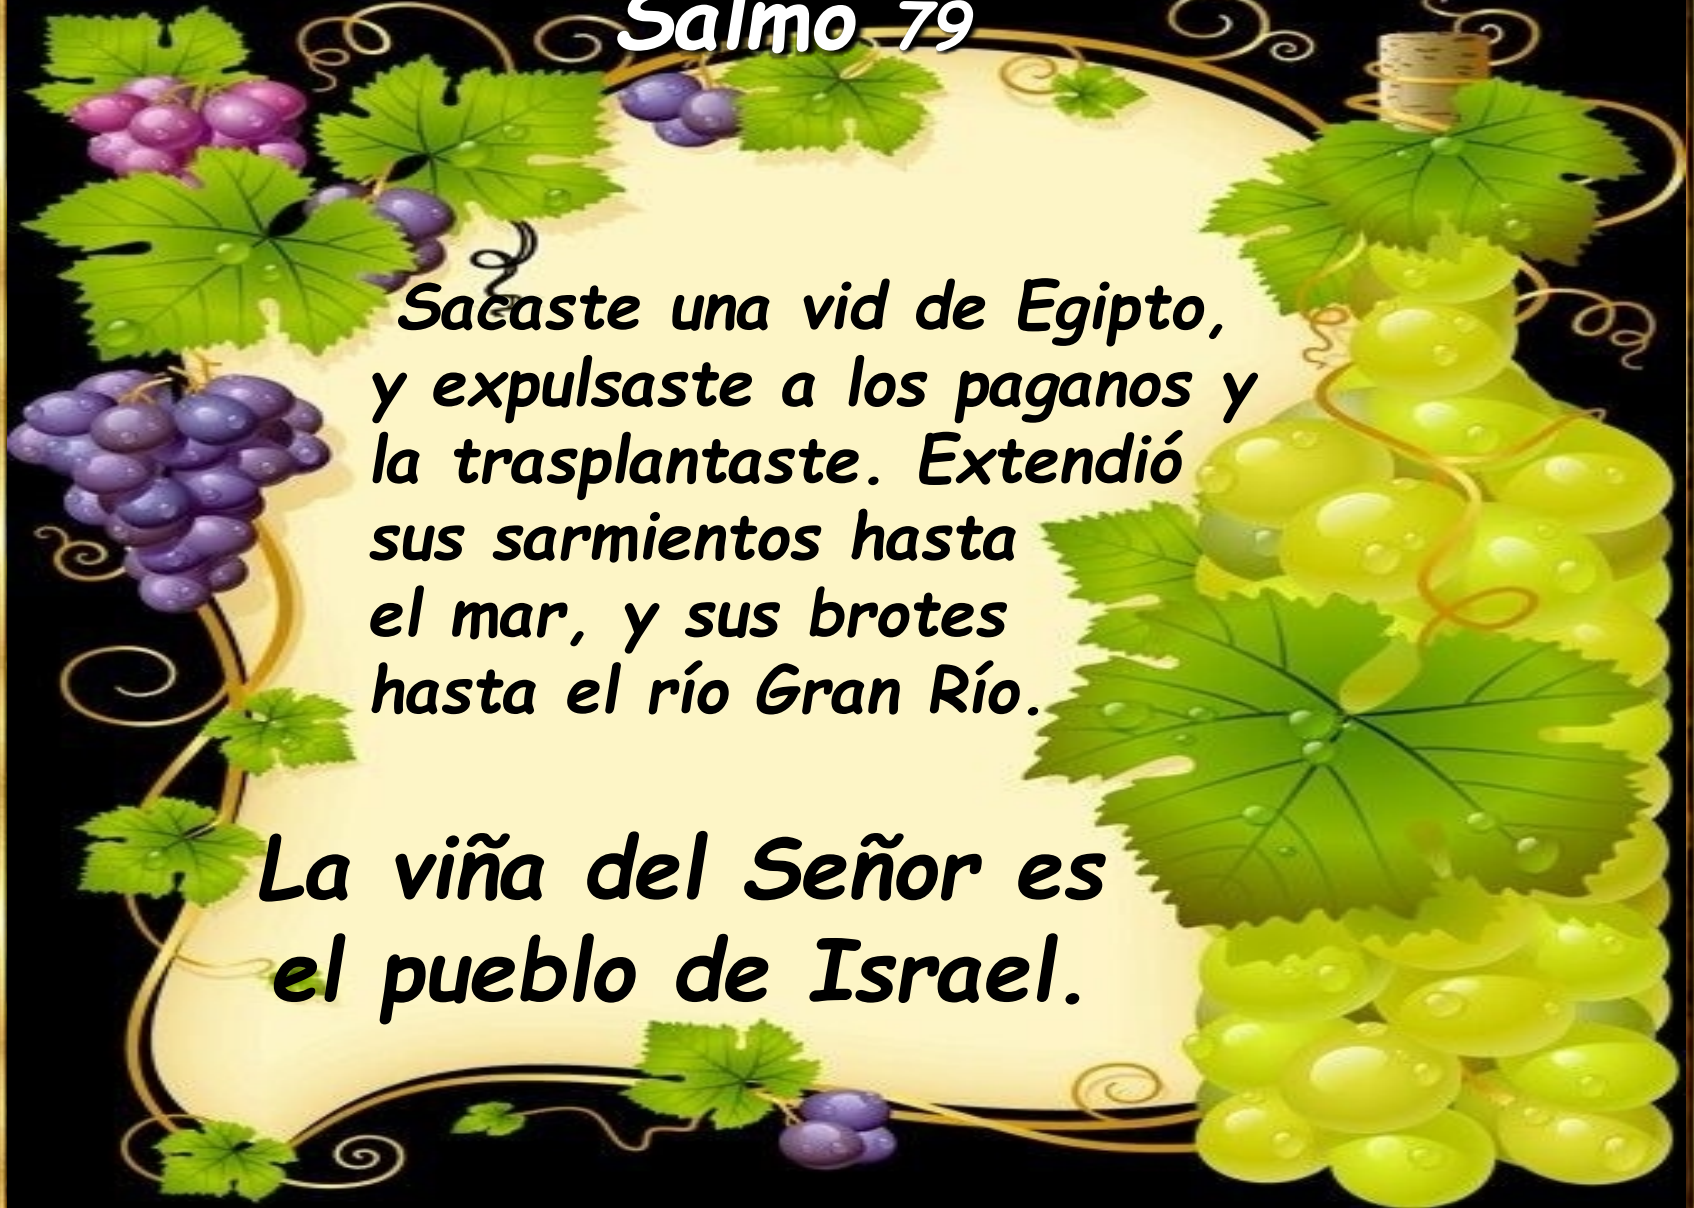 Salmo 79
Sacaste una vid de Egipto,
y expulsaste a los paganos y
la trasplantaste. Extendió
sus sarmientos hasta
el mar, y sus brotes
hasta el río Gran Río.
La viña del Señor es
el pueblo de Israel.